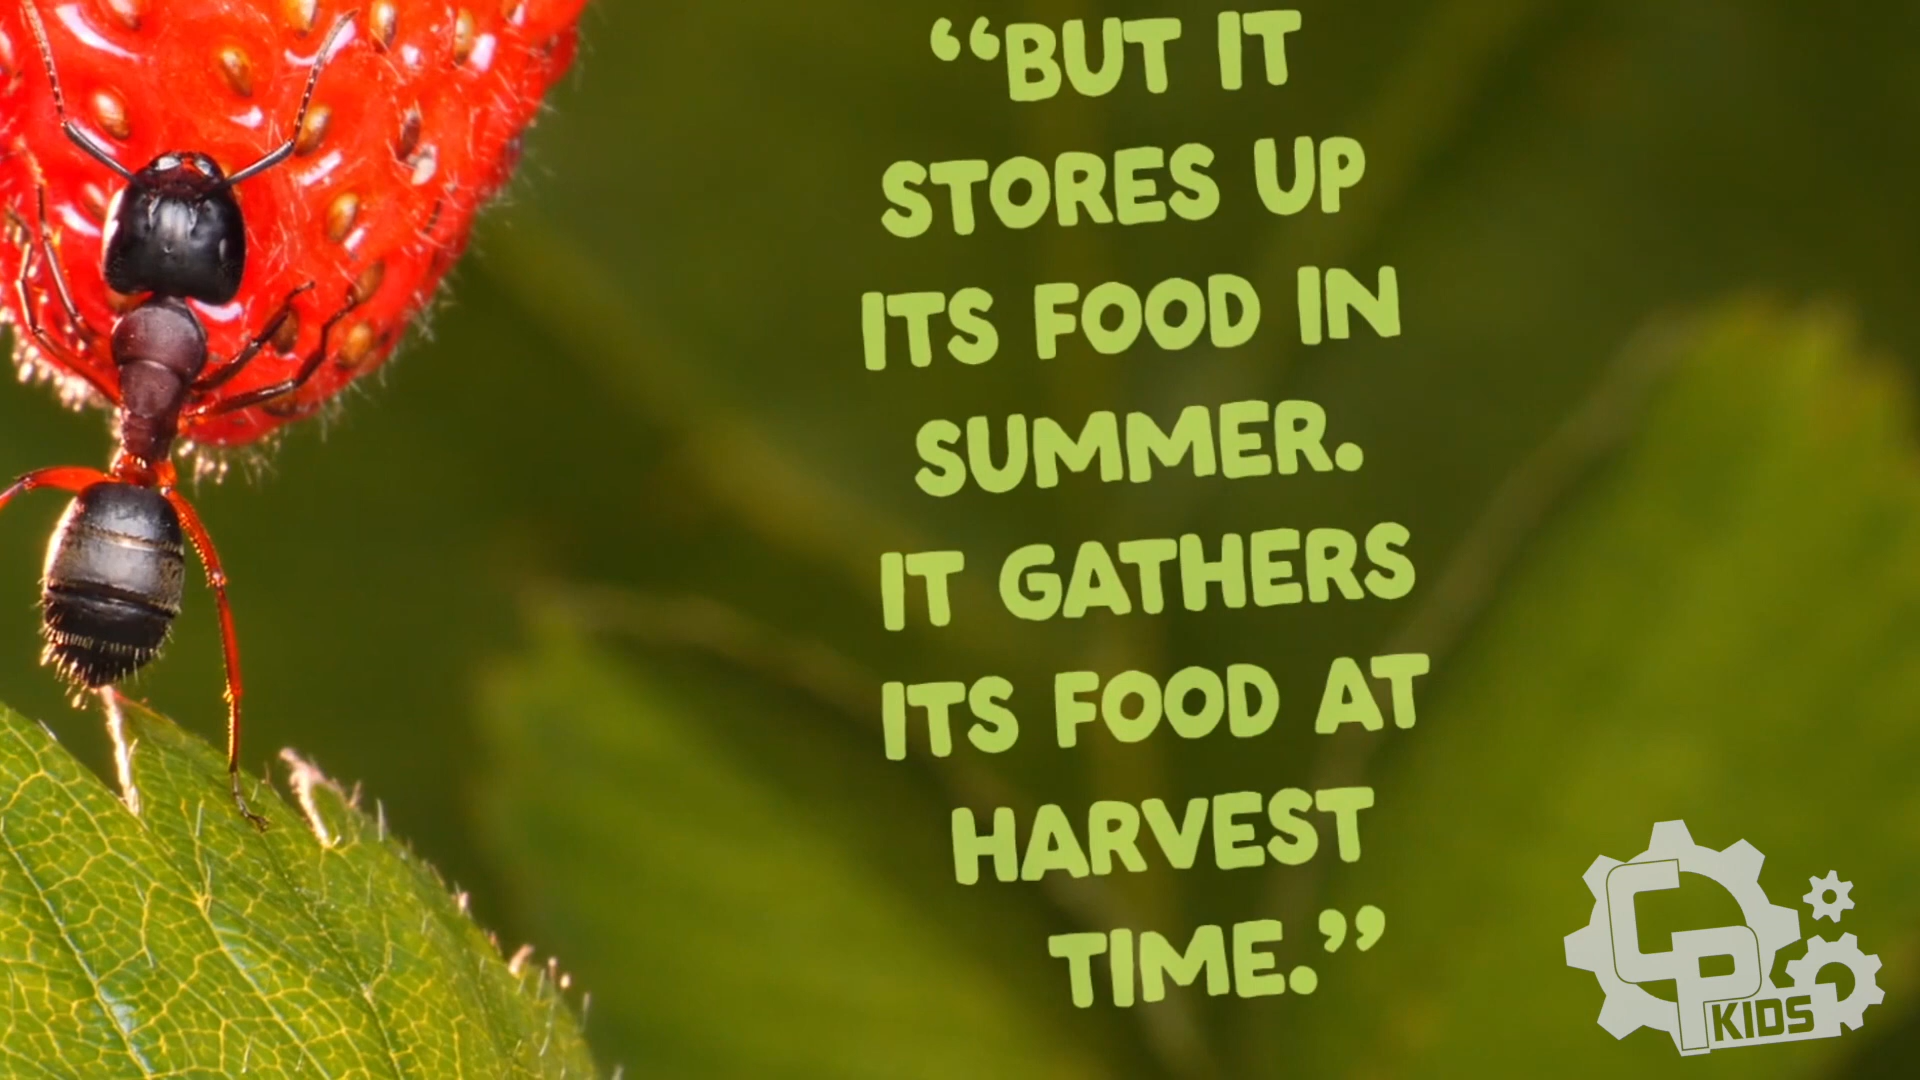 “BUT IT
STORES UP
ITS FOOD IN
SUMMER.
IT GATHERS
ITS FOOD AT
HARVEST
TIME.”
CP
KIDS